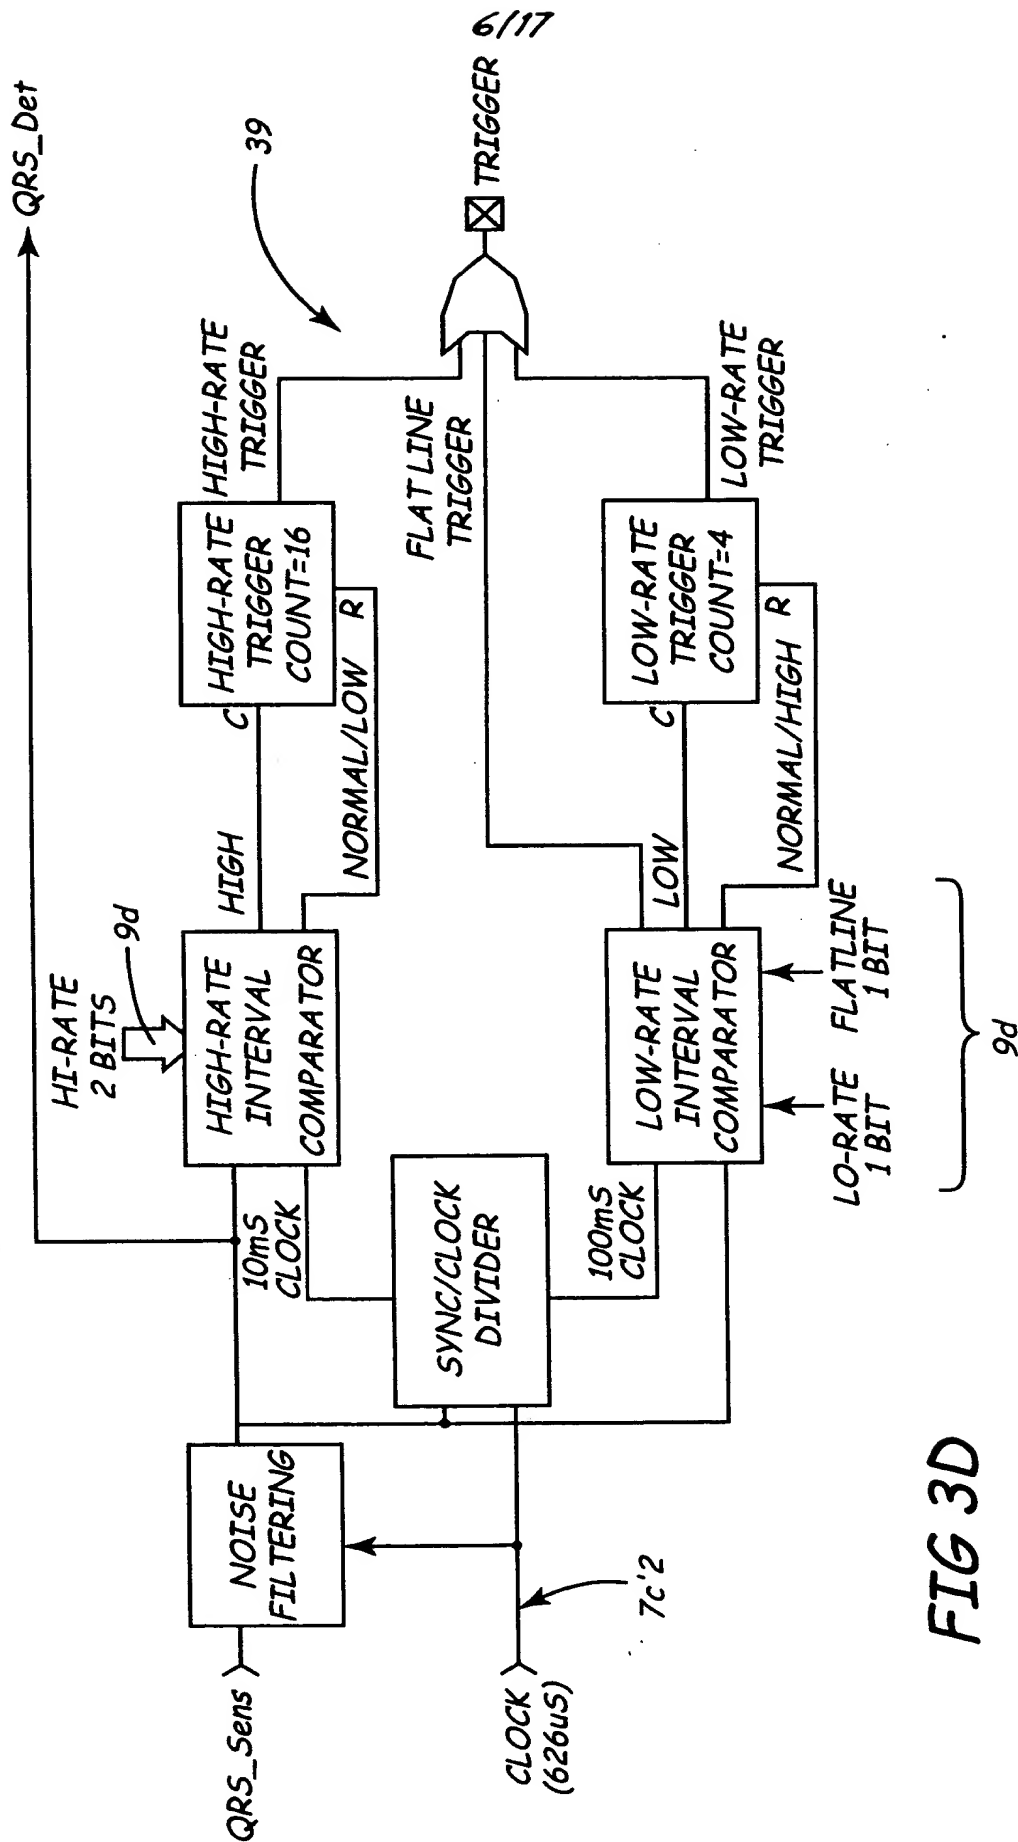 6/17
QRS_Det
39
TRIGGER
HIGH-RATE
TRIGGER
FLAT LINE
TRIGGER
LOW-RATE
TRIGGER
HIGH-RATE
TRIGGER
COUNT=16
C
R
LOW-RATE
TRIGGER
COUNT=4
C
R
HIGH
NORMAL/LOW
LOW
NORMAL/HIGH
HI-RATE
2 BITS
9d
HIGH-RATE
INTERVAL
COMPARATOR
LOW-RATE
INTERVAL
COMPARATOR
LO-RATE
1 BIT
FLATLINE
1 BIT
9d
10mS
CLOCK
SYNC/CLOCK
DIVIDER
100mS
CLOCK
NOISE
FILTERING
QRS_Sens
CLOCK
(626uS)
7c'2
FIG 3D